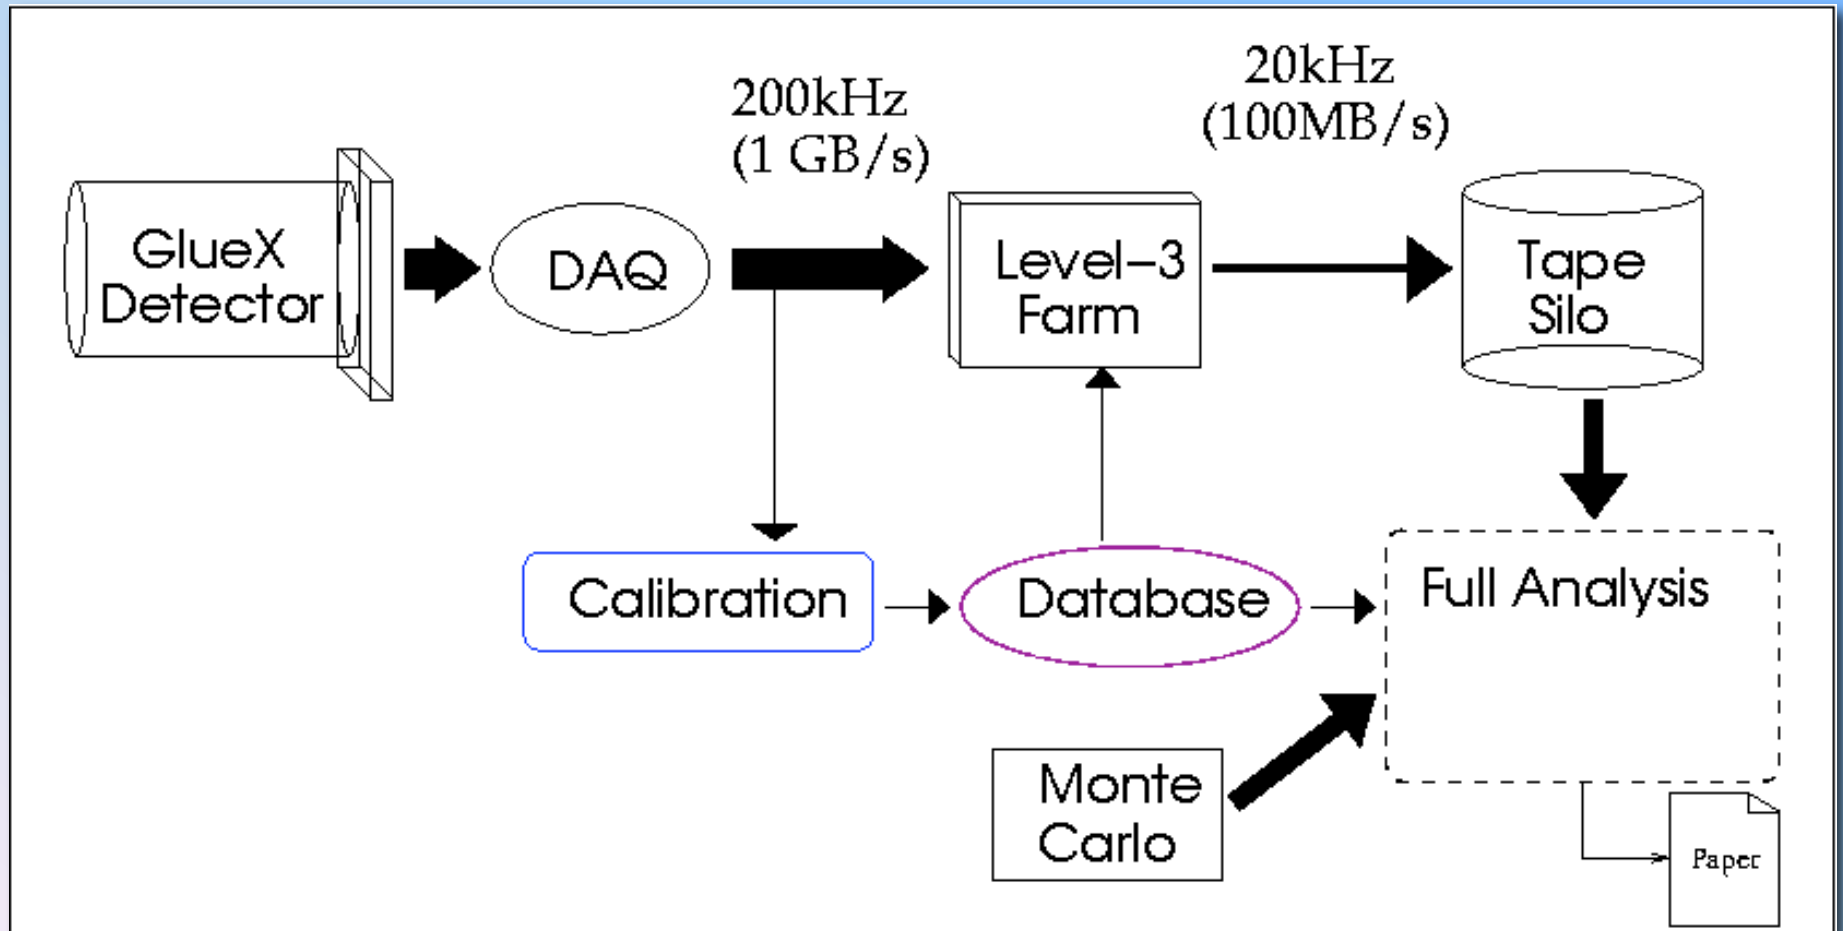 200kHz
(1 GB/s)
20kHz
(100MB/s)
GlueX
Detector
DAQ
Level-3
Farm
Tape
Silo
Calibration
Database
Full Analysis
Monte
Carlo
Paper